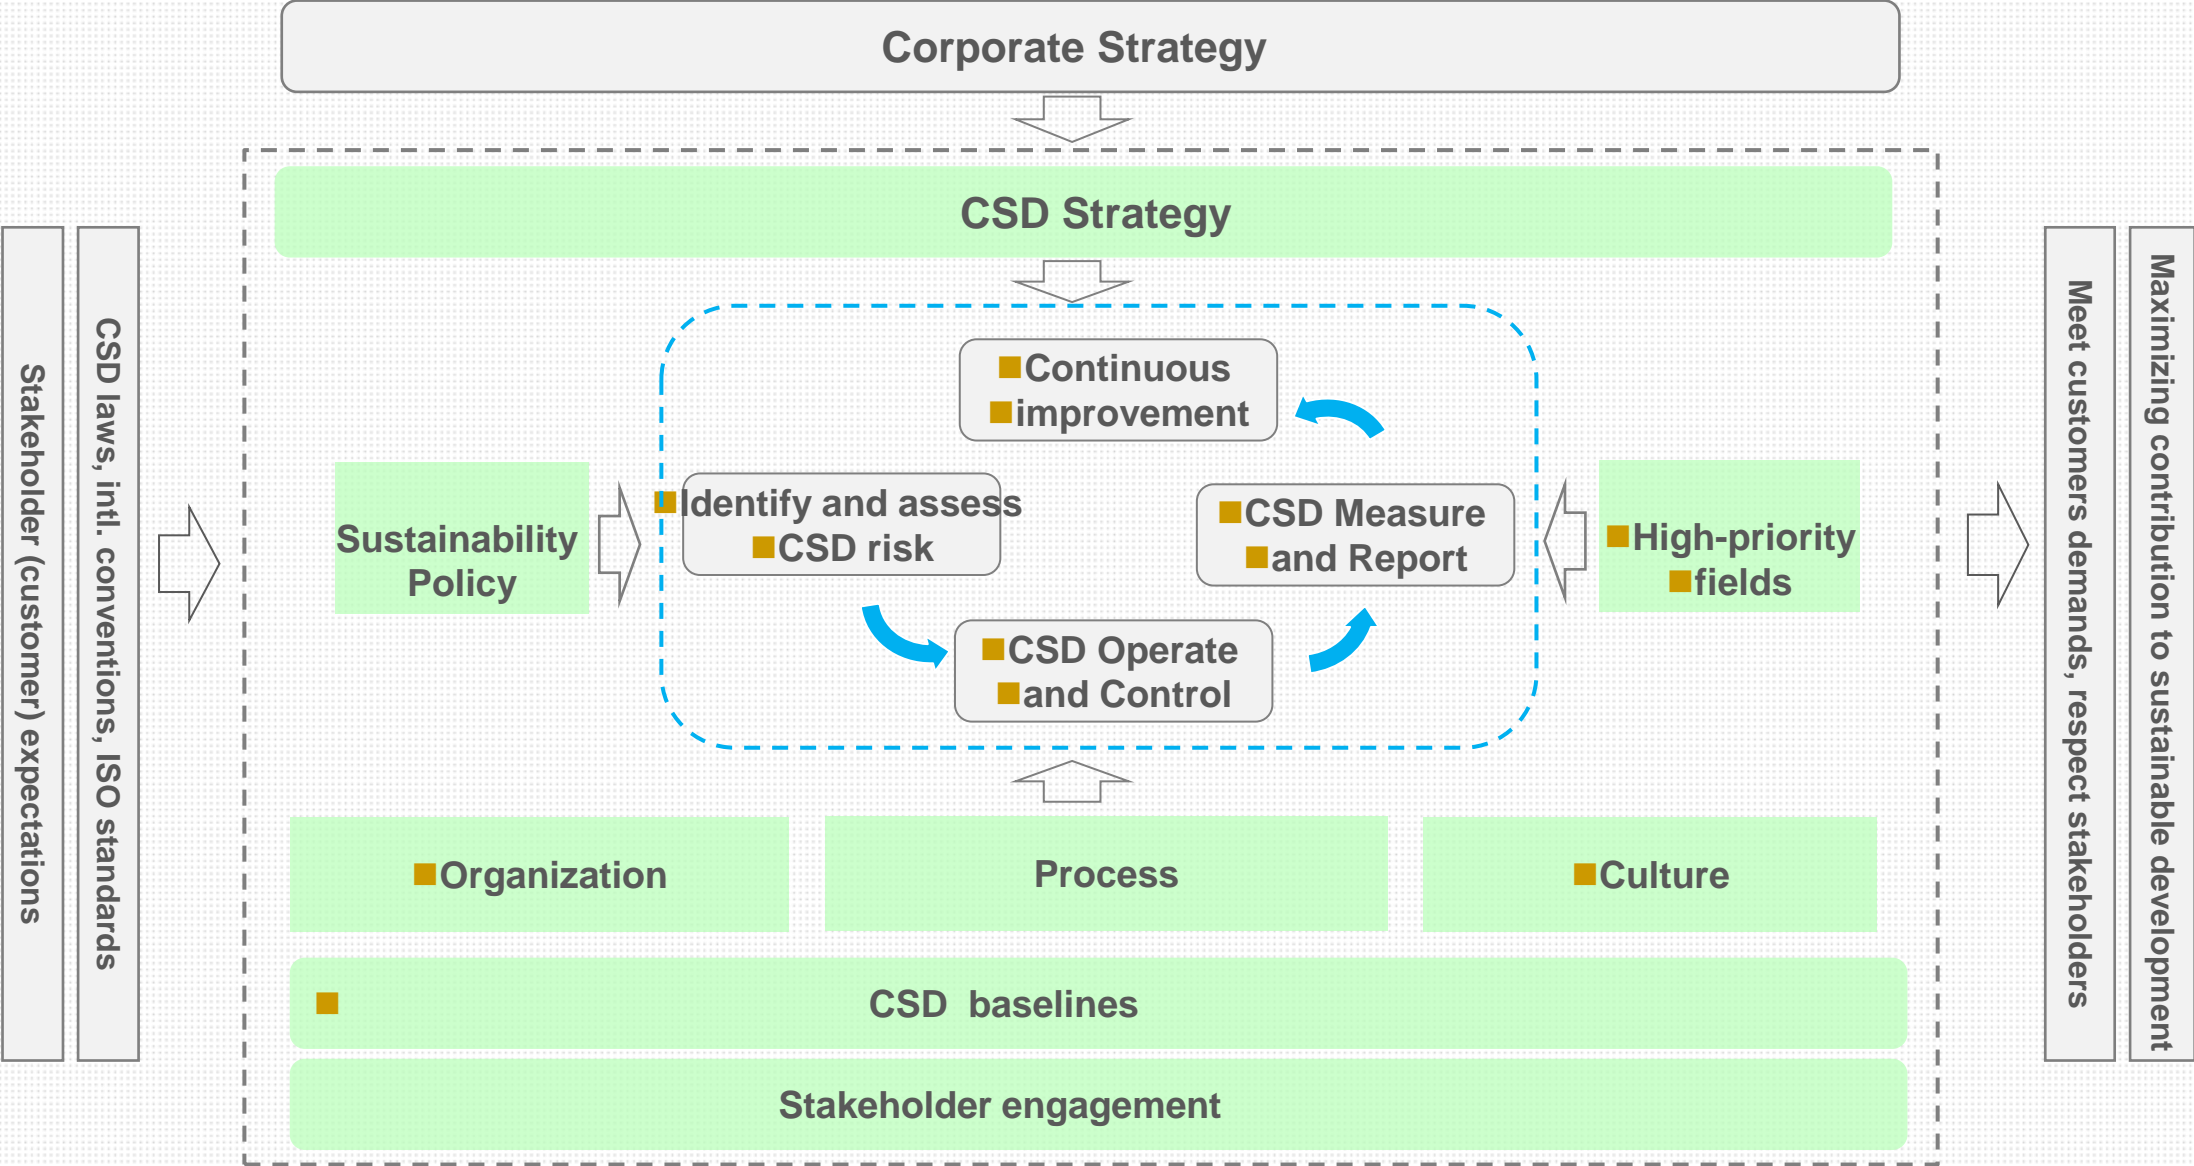 Corporate Strategy
CSD Strategy
Stakeholder (customer) expectations
CSD laws, intl. conventions, ISO standards
Sustainability
Policy
Continuous
improvement
Identify and assess
CSD risk
CSD Measure
and Report
CSD Operate
and Control
High-priority
fields
Meet customers demands, respect stakeholders
Maximizing contribution to sustainable development
Organization
Process
Culture
CSD baselines
Stakeholder engagement